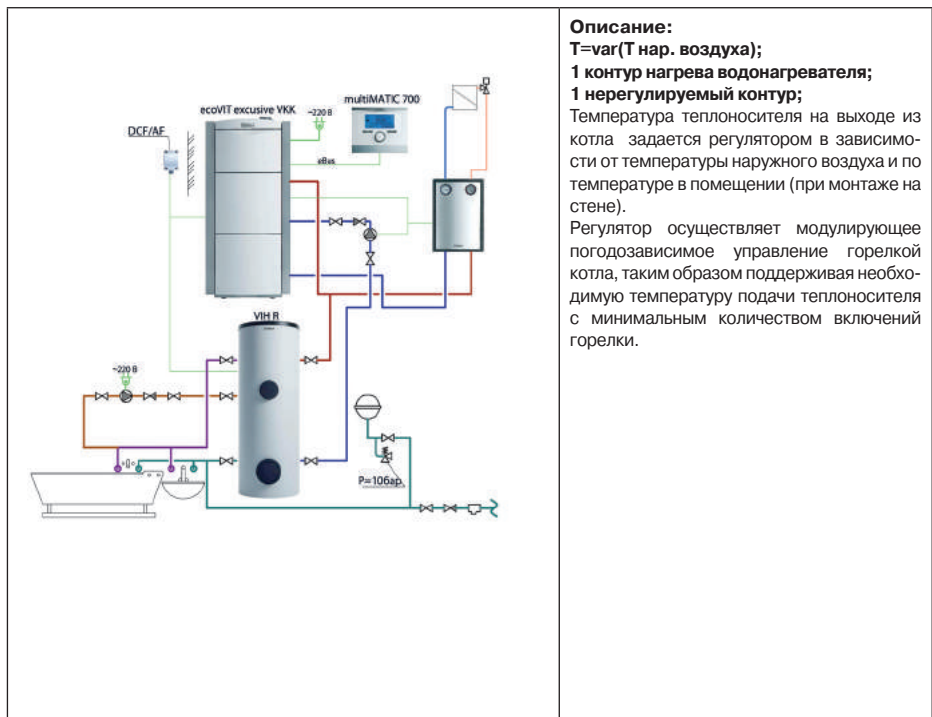 ecoVIT excusive VKK
~220 В
multiMATIC 700
DCF/AF
eBus
VIH R
~220 В
P=10бар
Описание:
T=var(T нар. воздуха);
1 контур нагрева водонагревателя;
1 нерегулируемый контур;
Температура теплоносителя на выходе из
котла задается регулятором в зависимо-
сти от температуры наружного воздуха и по
температуре в помещении (при монтаже на
стене).
Регулятор осуществляет модулирующее
погодозависимое управление горелкой
котла, таким образом поддерживая необхо-
димую температуру подачи теплоносителя
с минимальным количеством включений
горелки.